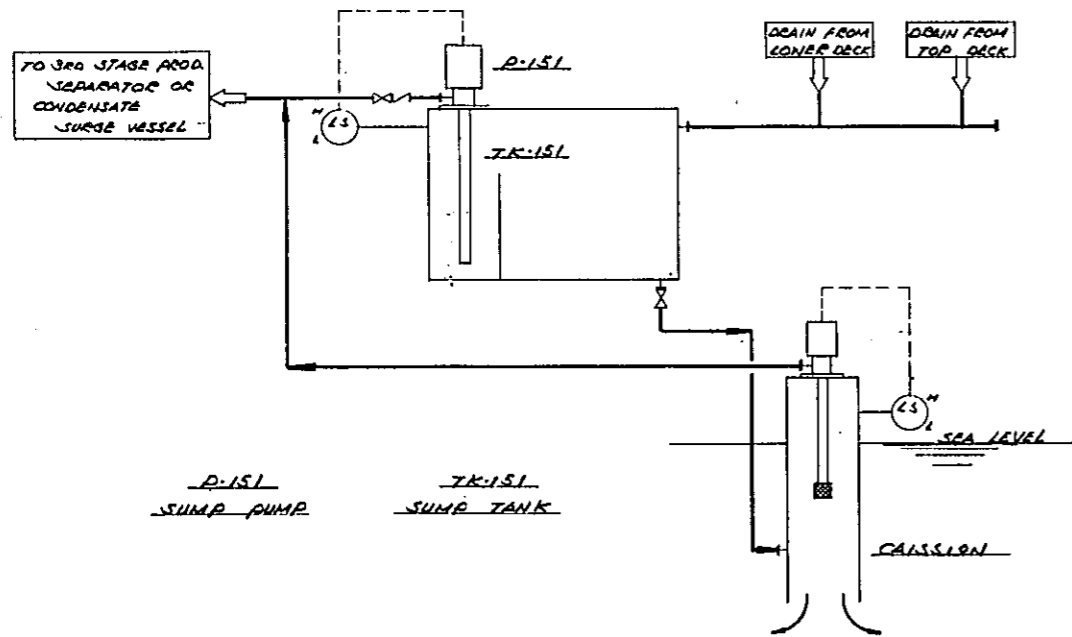 TO 3RD STAGE PROD.
SEPARATOR OR
CONDENSATE
SURGE VESSEL
P-151
DRAIN FROM
LOWER DECK
DRAIN FROM
TOP DECK
H
LS
L
TK-151
H
LS
L
SEA LEVEL
P-151
SUMP PUMP
TK-151
SUMP TANK
CAISSION